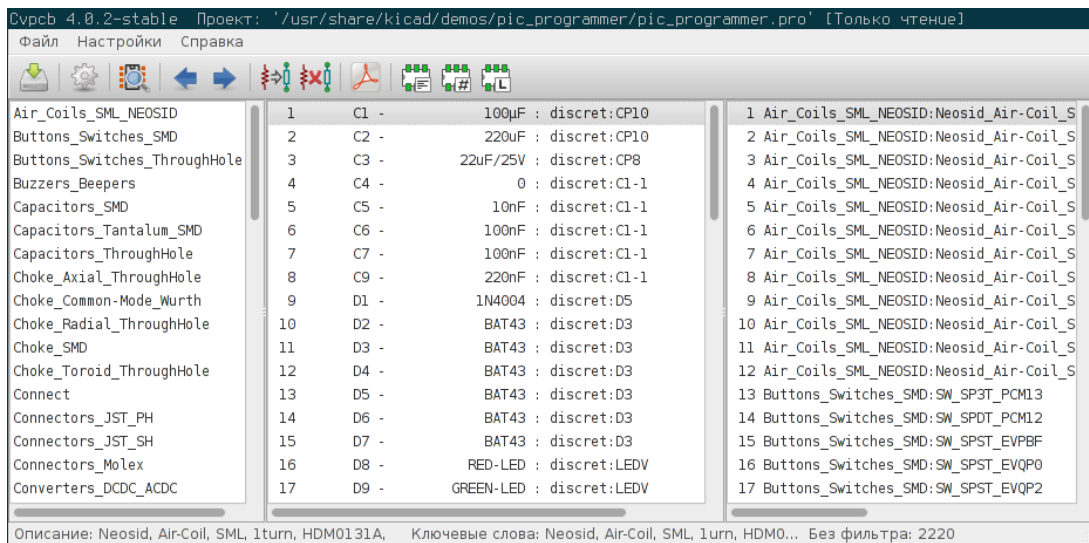 Cvpcb 4.0.2-stable Проект: '/usr/share/kicad/demos/pic_programmer/pic_programmer.pro' [Только чтение]
Файл Настройки Справка
Air_Coils_SML_NEOSID
Buttons_Switches_SMD
Buttons_Switches_ThroughHole
Buzzers_Beepers
Capacitors_SMD
Capacitors_Tantalum_SMD
Capacitors_ThroughHole
Choke_Axial_ThroughHole
Choke_Common-Mode_Wurth
Choke_Radial_ThroughHole
Choke_SMD
Choke_Toroid_ThroughHole
Connect
Connectors_JST_PH
Connectors_JST_SH
Connectors_Molex
Converters_DCDC_ACDC
1 C1 - 100µF : discret:CP10
2 C2 - 220uF : discret:CP10
3 C3 - 22uF/25V : discret:CP8
4 C4 - 0 : discret:C1-1
5 C5 - 10nF : discret:C1-1
6 C6 - 100nF : discret:C1-1
7 C7 - 100nF : discret:C1-1
8 C9 - 220nF : discret:C1-1
9 D1 - 1N4004 : discret:D5
10 D2 - BAT43 : discret:D3
11 D3 - BAT43 : discret:D3
12 D4 - BAT43 : discret:D3
13 D5 - BAT43 : discret:D3
14 D6 - BAT43 : discret:D3
15 D7 - BAT43 : discret:D3
16 D8 - RED-LED : discret:LEDV
17 D9 - GREEN-LED : discret:LEDV
1 Air_Coils_SML_NEOSID:Neosid_Air-Coil_S
2 Air_Coils_SML_NEOSID:Neosid_Air-Coil_S
3 Air_Coils_SML_NEOSID:Neosid_Air-Coil_S
4 Air_Coils_SML_NEOSID:Neosid_Air-Coil_S
5 Air_Coils_SML_NEOSID:Neosid_Air-Coil_S
6 Air_Coils_SML_NEOSID:Neosid_Air-Coil_S
7 Air_Coils_SML_NEOSID:Neosid_Air-Coil_S
8 Air_Coils_SML_NEOSID:Neosid_Air-Coil_S
9 Air_Coils_SML_NEOSID:Neosid_Air-Coil_S
10 Air_Coils_SML_NEOSID:Neosid_Air-Coil_S
11 Air_Coils_SML_NEOSID:Neosid_Air-Coil_S
12 Air_Coils_SML_NEOSID:Neosid_Air-Coil_S
13 Buttons_Switches_SMD:SW_SP3T_PCM13
14 Buttons_Switches_SMD:SW_SPDT_PCM12
15 Buttons_Switches_SMD:SW_SPST_EVPBF
16 Buttons_Switches_SMD:SW_SPST_EVQP0
17 Buttons_Switches_SMD:SW_SPST_EVQP2
Описание: Neosid, Air-Coil, SML, 1turn, HDM0131A, Ключевые слова: Neosid, Air-Coil, SML, 1urn, HDM0... Без фильтра: 2220